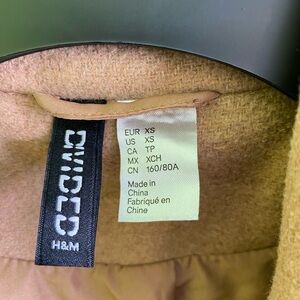 DIVIDED
H&M
EUR XS
US XS
CA TP
MX XCH
CN 160/80A
Made in
China
Fabriqué en
Chine